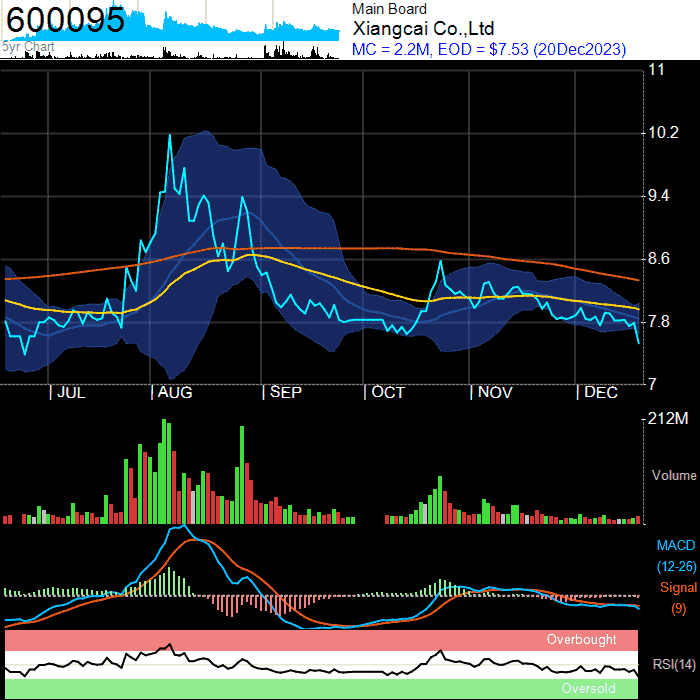 600095
Main Board
Xiangcai Co.,Ltd
5yr Chart
MC = 2.2M, EOD = $7.53 (20Dec2023)
11
10.2
9.4
8.6
7.8
7
| JUL | AUG | SEP | OCT | NOV | DEC
212M
Volume
MACD
(12-26)
Signal
(9)
Overbought
RSI(14)
Oversold